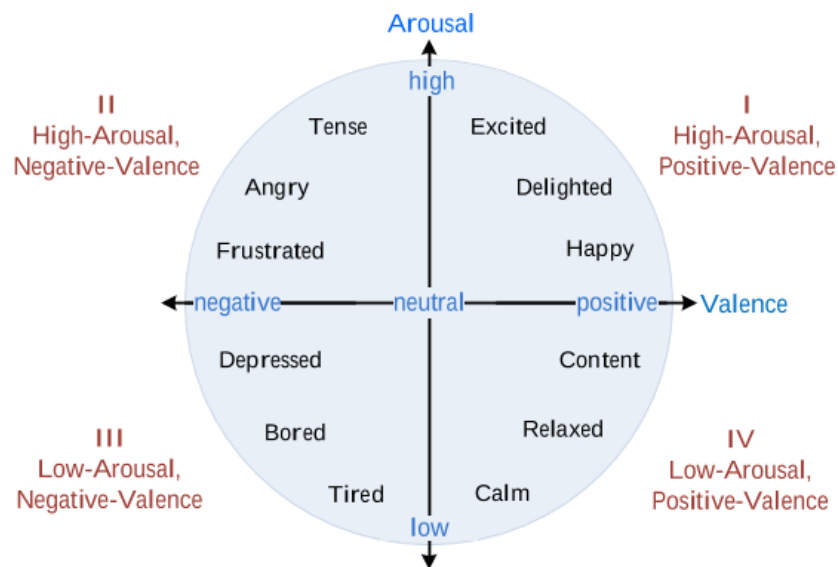 Arousal
high
II
High-Arousal,
Negative-Valence
I
High-Arousal,
Positive-Valence
Tense
Excited
Angry
Delighted
Frustrated
Happy
negative
neutral
positive
Valence
Depressed
Content
Bored
Relaxed
III
Low-Arousal,
Negative-Valence
IV
Low-Arousal,
Positive-Valence
Tired
Calm
low